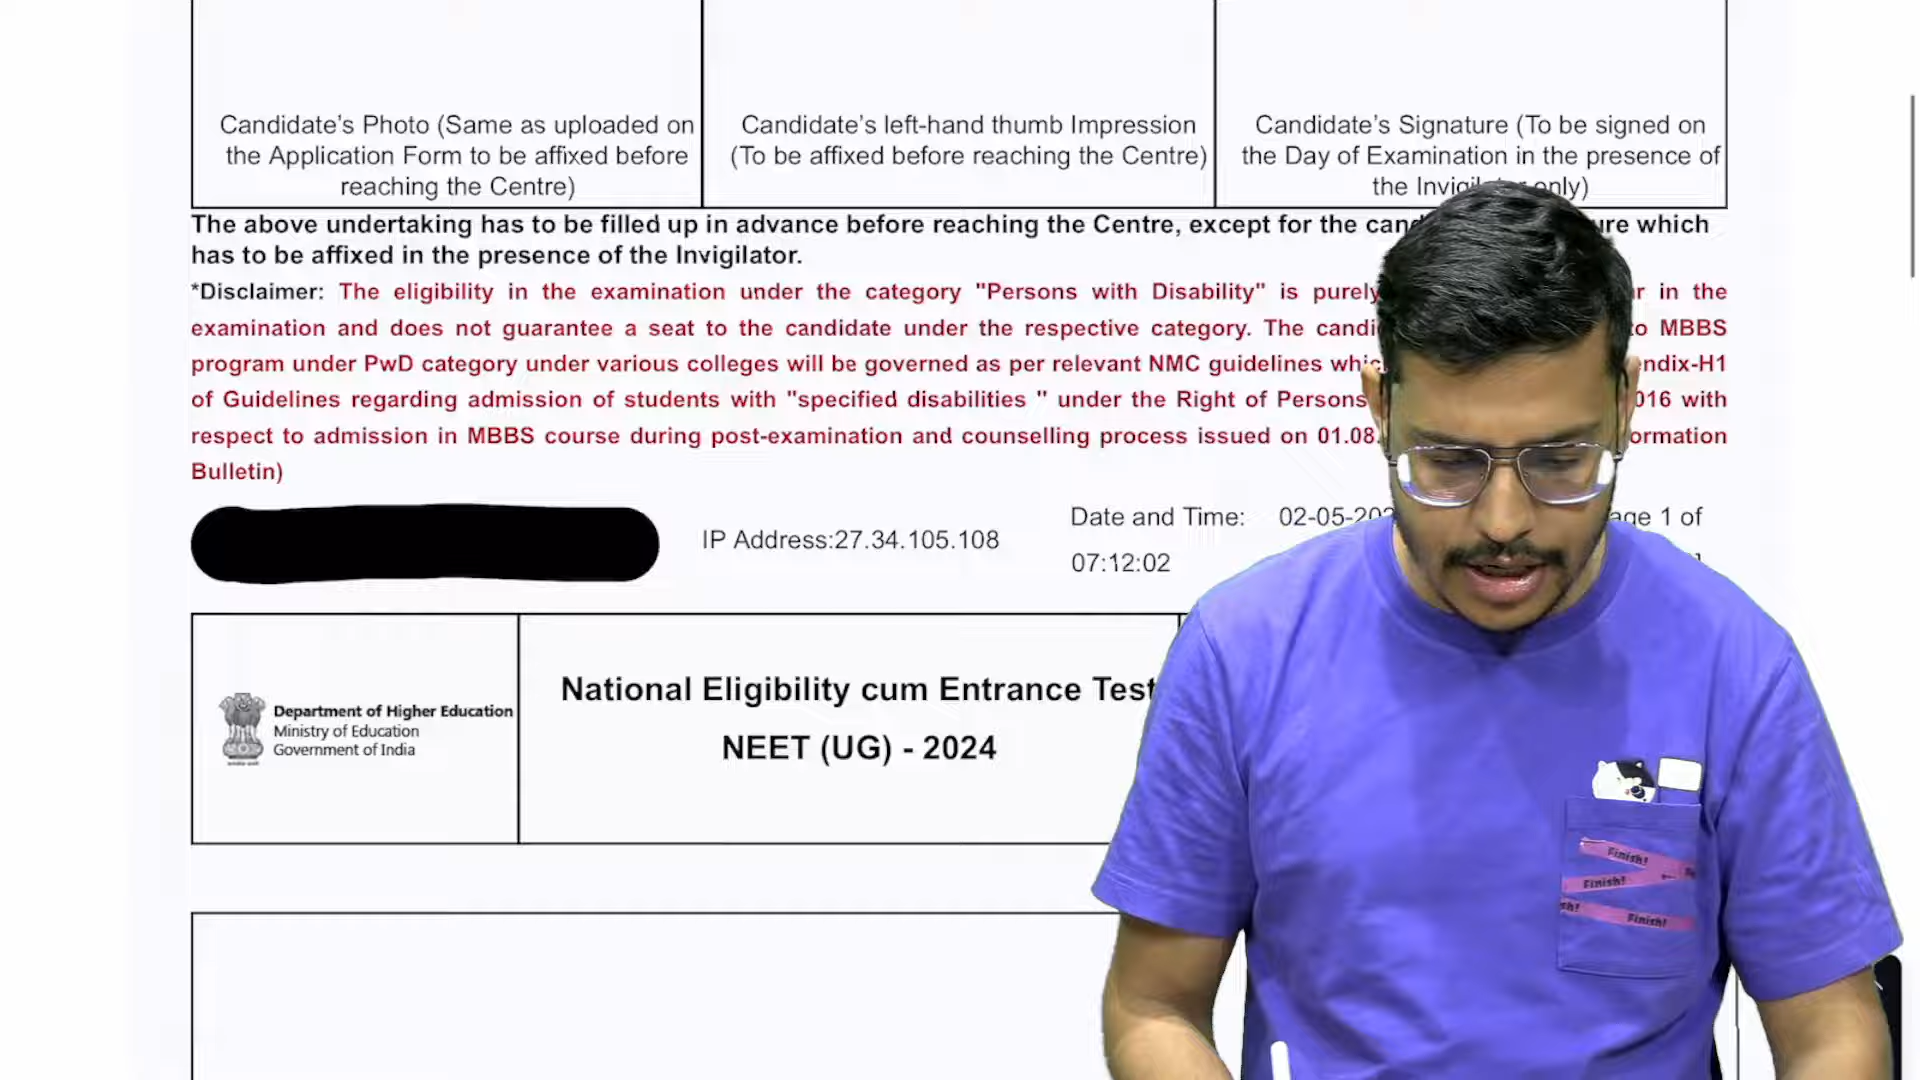 Candidate's Photo (Same as uploaded on
the Application Form to be affixed before
reaching the Centre)
Candidate's left-hand thumb Impression
(To be affixed before reaching the Centre)
Candidate's Signature (To be signed on
the Day of Examination in the presence of
the only)
The above undertaking has to be filled up in advance before reaching the Centre, except for the which
has to be affixed in the presence of the Invigilator.
*Disclaimer: The eligibility in the examination under the category "Persons with Disability" is purely in the
examination and does not guarantee a seat to the candidate under the respective category. The MBBS
program under PwD category under various colleges will be governed as per relevant NMC guidelines
of Guidelines regarding admission of students with "specified disabilities " under the Right of Persons with
respect to admission in MBBS course during post-examination and counselling process issued on 01.08.
Bulletin)
IP Address:27.34.105.108
Date and Time: 02-05-
07:12:02
1 of
Department of Higher Education
Ministry of Education
Government of India
National Eligibility cum Entrance Test
NEET (UG) - 2024
Finish!
Finish!
Finish!